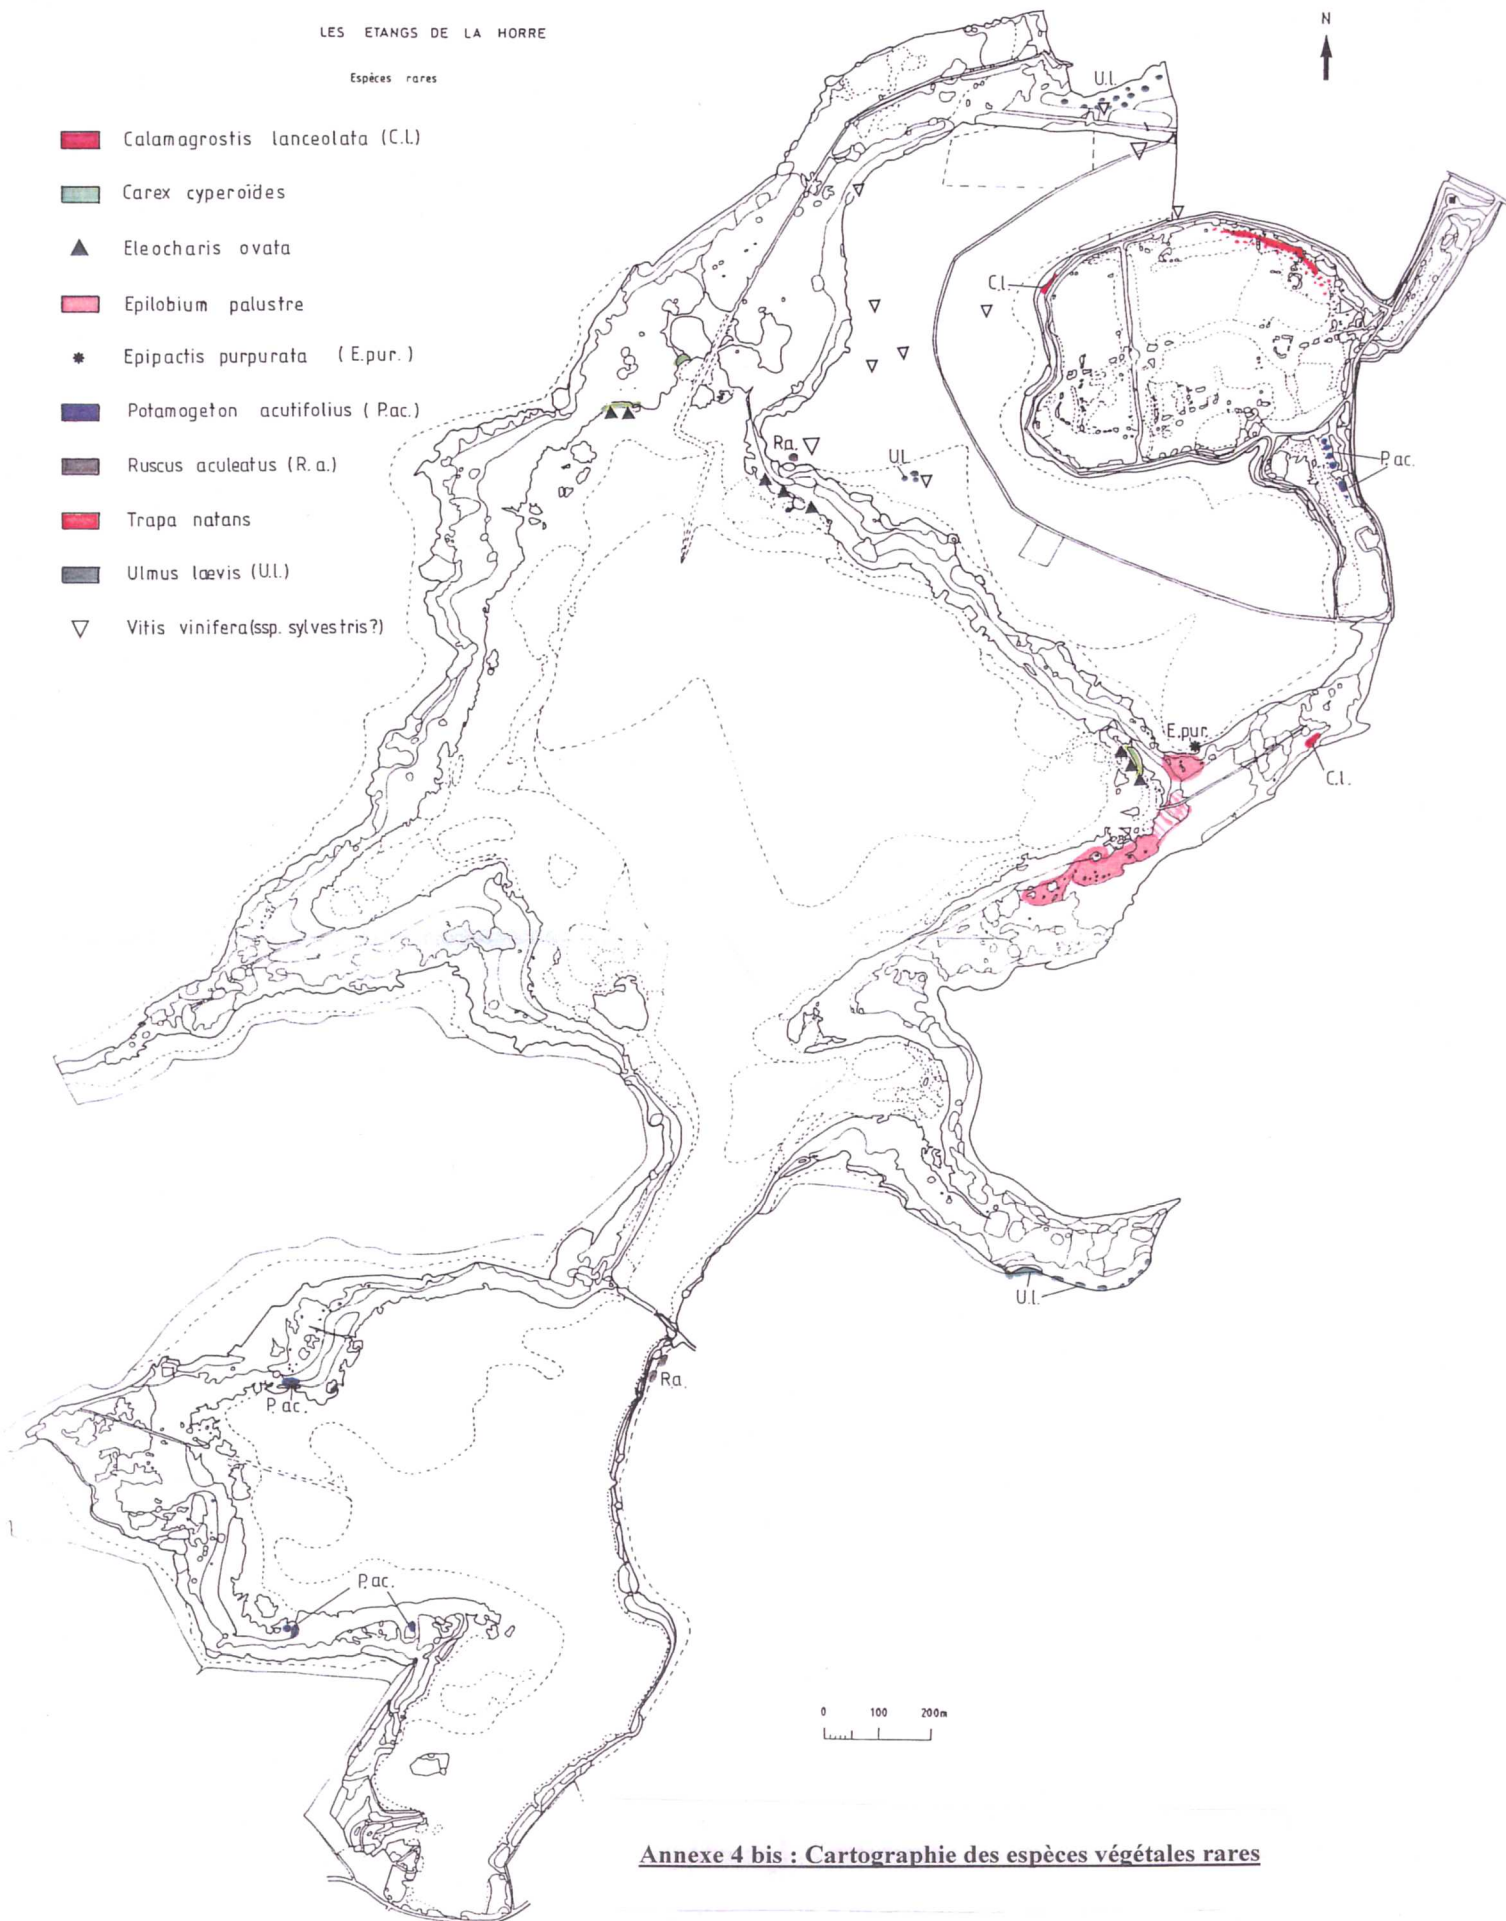 LES ETANGS DE LA HORRE
Espèces rares
Calamagrostis lanceolata (C.l.)
Carex cyperoïdes
Eleocharis ovata
Epilobium palustre
Epipactis purpurata (E.pur.)
Potamogeton acutifolius (P.ac.)
Ruscus aculeatus (R.a.)
Trapa natans
Ulmus lævis (U.l.)
Vitis vinifera(ssp. sylvestris?)
N
U.l.
C.l.
P.ac.
R.a.
U.l.
E.pur.
C.l.
U.l.
P.ac.
R.a.
P.ac.
0 100 200m
Annexe 4 bis : Cartographie des espèces végétales rares